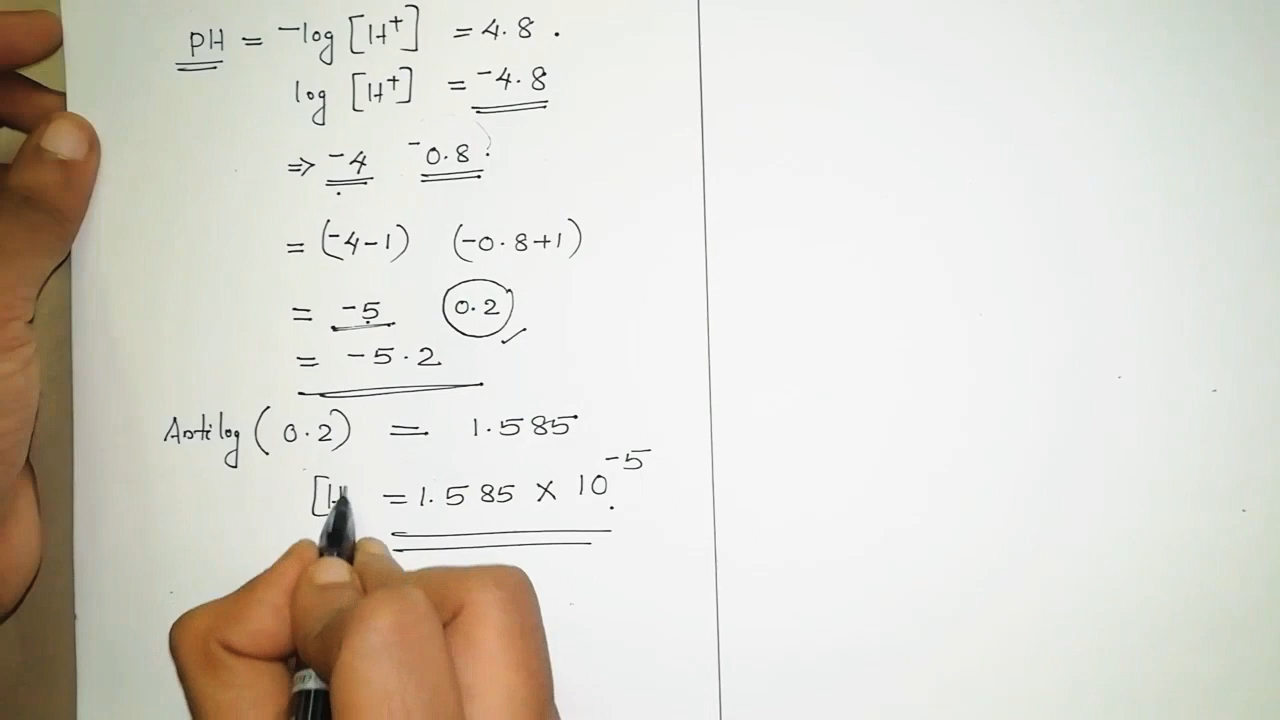 pH = -log [H+] = 4.8 .
log [H+] = -4.8
⇒ -4 -0.8 .
= (-4-1) (-0.8+1)
= -5 0.2 ✓
= -5.2
Antilog (0.2) = 1.585
[H = 1.585 × 10^-5 .